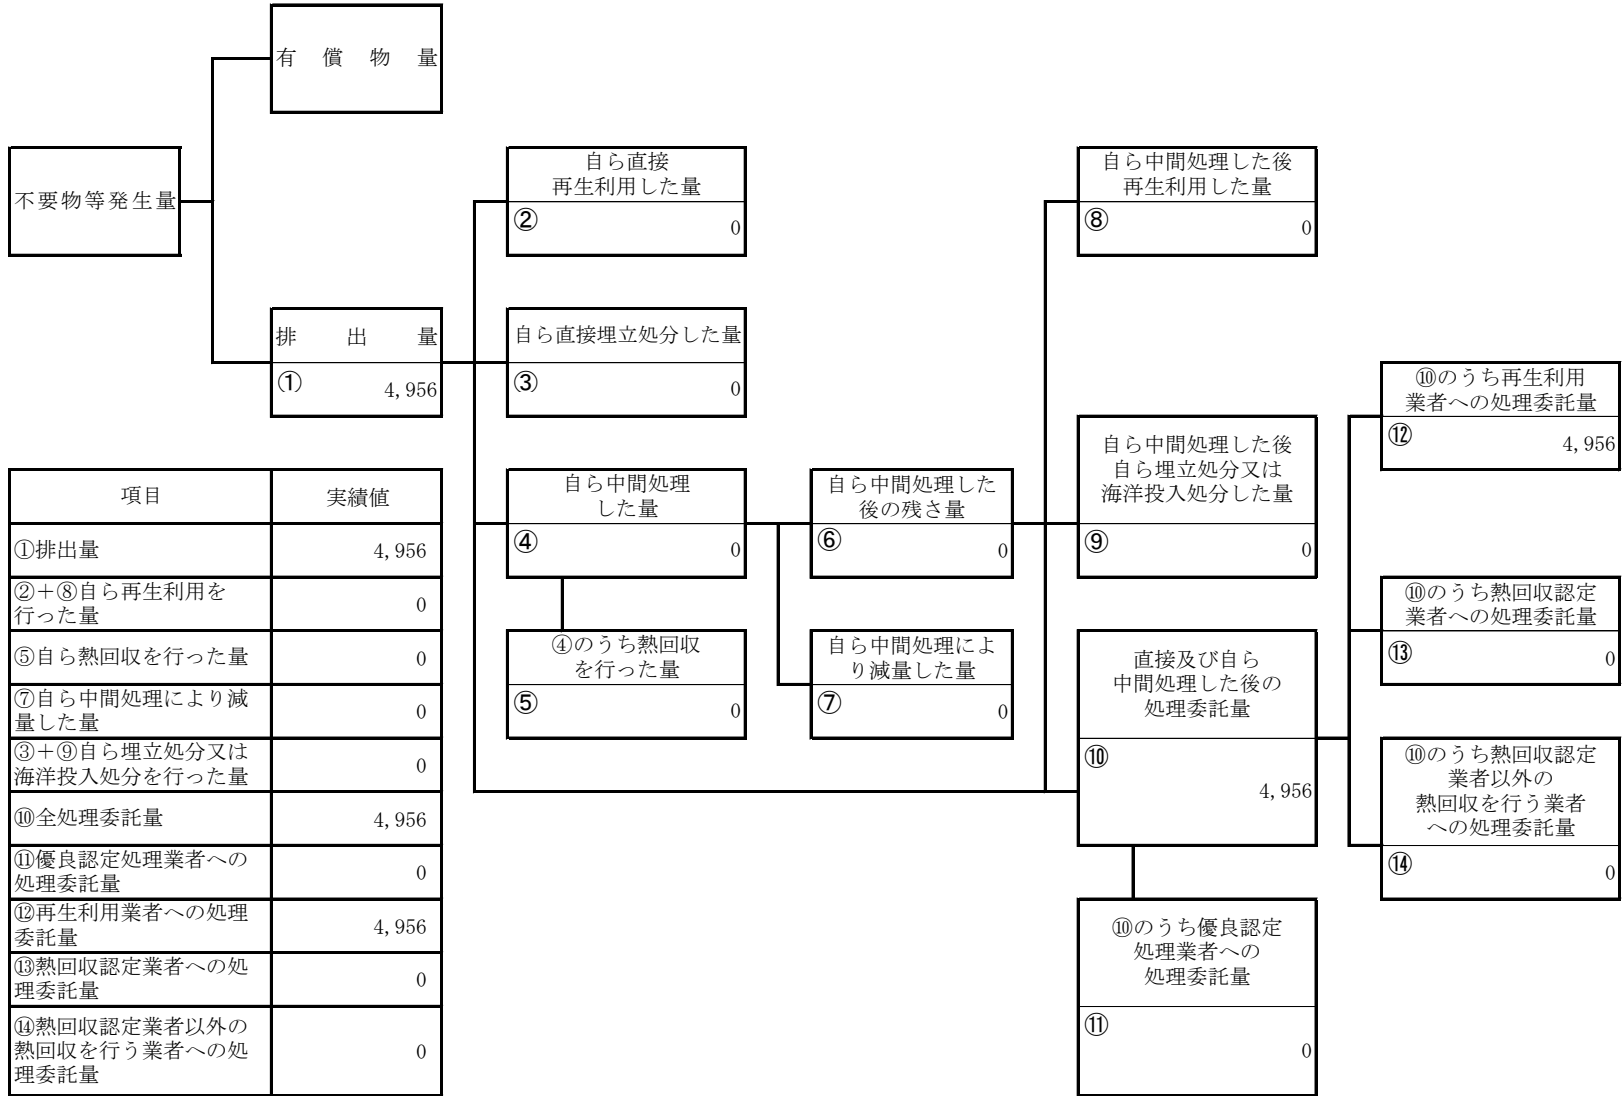 有償物量
不要物等発生量
排出量
① 4,956
自ら直接
再生利用した量
② 0
自ら直接埋立処分した量
③ 0
自ら中間処理
した量
④ 0
④のうち熱回収
を行った量
⑤ 0
自ら中間処理した
後の残さ量
⑥ 0
自ら中間処理によ
り減量した量
⑦ 0
自ら中間処理した後
再生利用した量
⑧ 0
自ら中間処理した後
自ら埋立処分又は
海洋投入処分した量
⑨ 0
直接及び自ら
中間処理した後の
処理委託量
⑩
4,956
⑩のうち優良認定
処理業者への
処理委託量
⑪
0
⑩のうち再生利用
業者への処理委託量
⑫ 4,956
⑩のうち熱回収認定
業者への処理委託量
⑬ 0
⑩のうち熱回収認定
業者以外の
熱回収を行う業者
への処理委託量
⑭ 0
項目 実績値
①排出量 4,956
②+⑧自ら再生利用を
行った量 0
⑤自ら熱回収を行った量 0
⑦自ら中間処理により減
量した量 0
③+⑨自ら埋立処分又は
海洋投入処分を行った量 0
⑩全処理委託量 4,956
⑪優良認定処理業者への
処理委託量 0
⑫再生利用業者への処理
委託量 4,956
⑬熱回収認定業者への処
理委託量 0
⑭熱回収認定業者以外の
熱回収を行う業者への処
理委託量 0